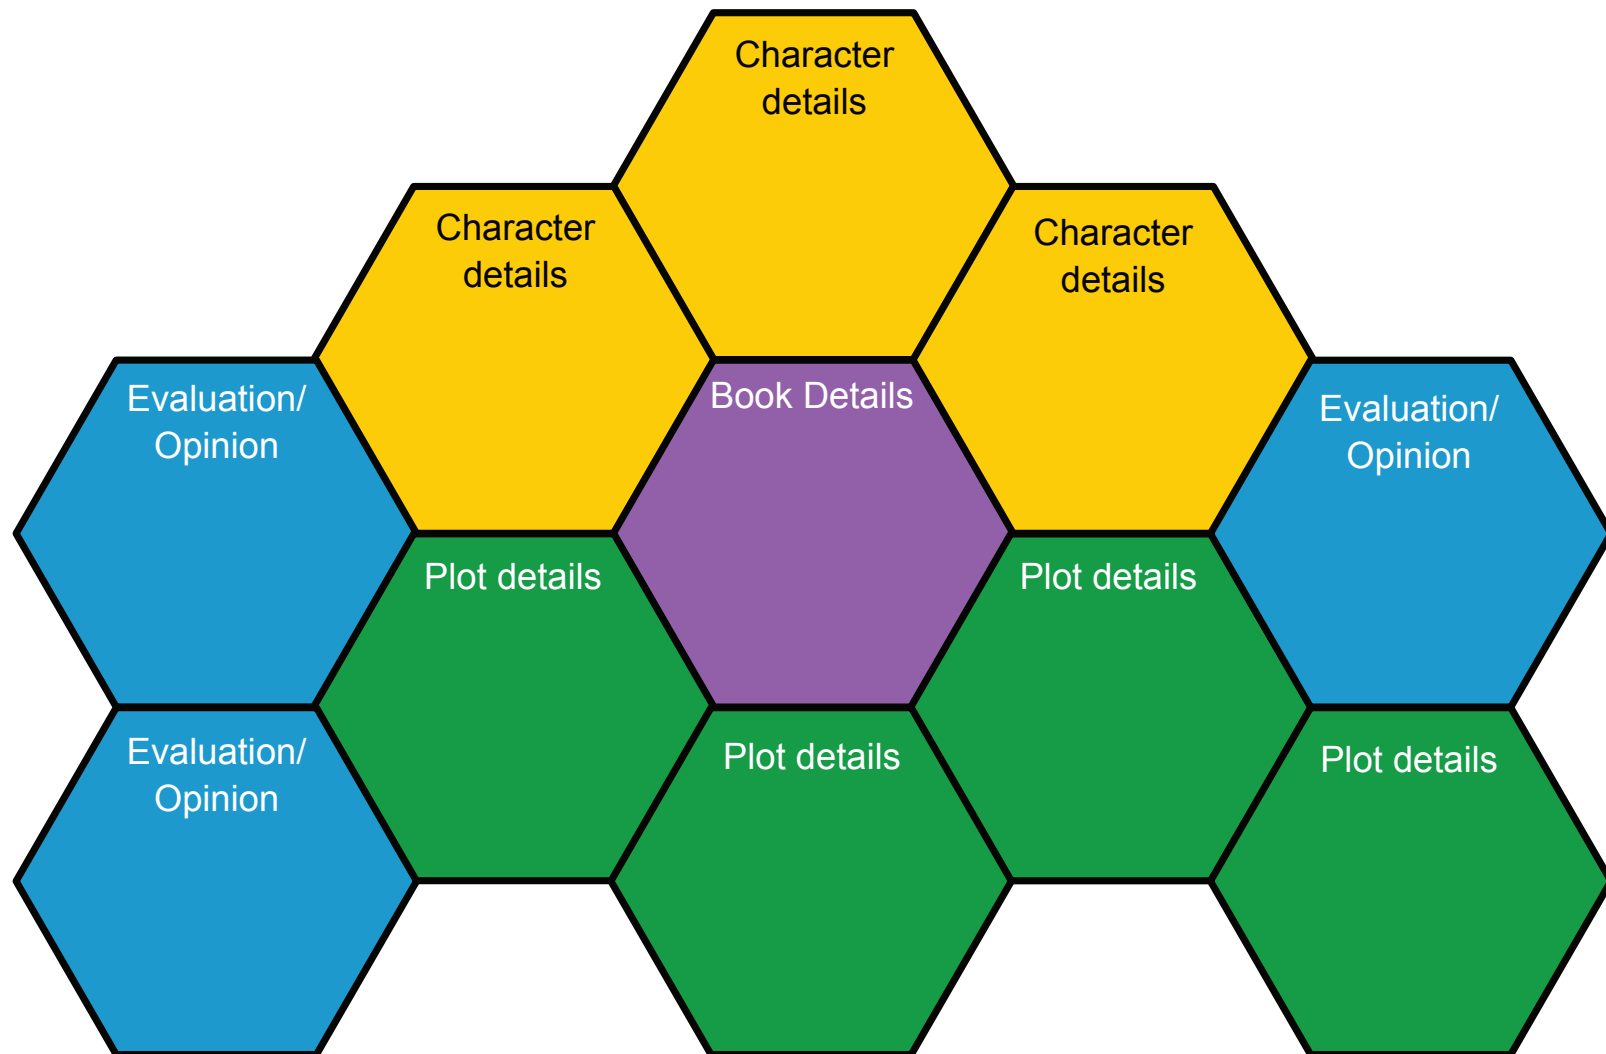 Character
details
Character
details
Character
details
Evaluation/
Opinion
Book Details
Evaluation/
Opinion
Plot details
Plot details
Evaluation/
Opinion
Plot details
Plot details